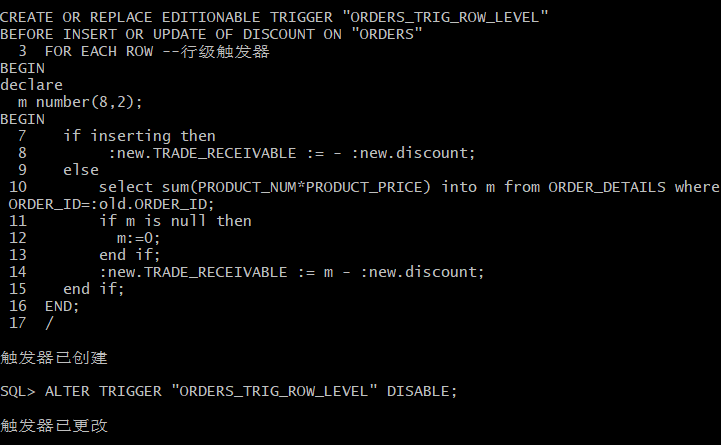 CREATE OR REPLACE EDITIONABLE TRIGGER "ORDERS_TRIG_ROW_LEVEL"
BEFORE INSERT OR UPDATE OF DISCOUNT ON "ORDERS"
  3  FOR EACH ROW --行级触发器
BEGIN
declare
  m number(8,2);
BEGIN
  7    if inserting then
  8         :new.TRADE_RECEIVABLE := - :new.discount;
  9    else
 10        select sum(PRODUCT_NUM*PRODUCT_PRICE) into m from ORDER_DETAILS where
 ORDER_ID=:old.ORDER_ID;
 11        if m is null then
 12          m:=0;
 13        end if;
 14        :new.TRADE_RECEIVABLE := m - :new.discount;
 15    end if;
 16  END;
 17  /
触发器已创建
SQL> ALTER TRIGGER "ORDERS_TRIG_ROW_LEVEL" DISABLE;
触发器已更改